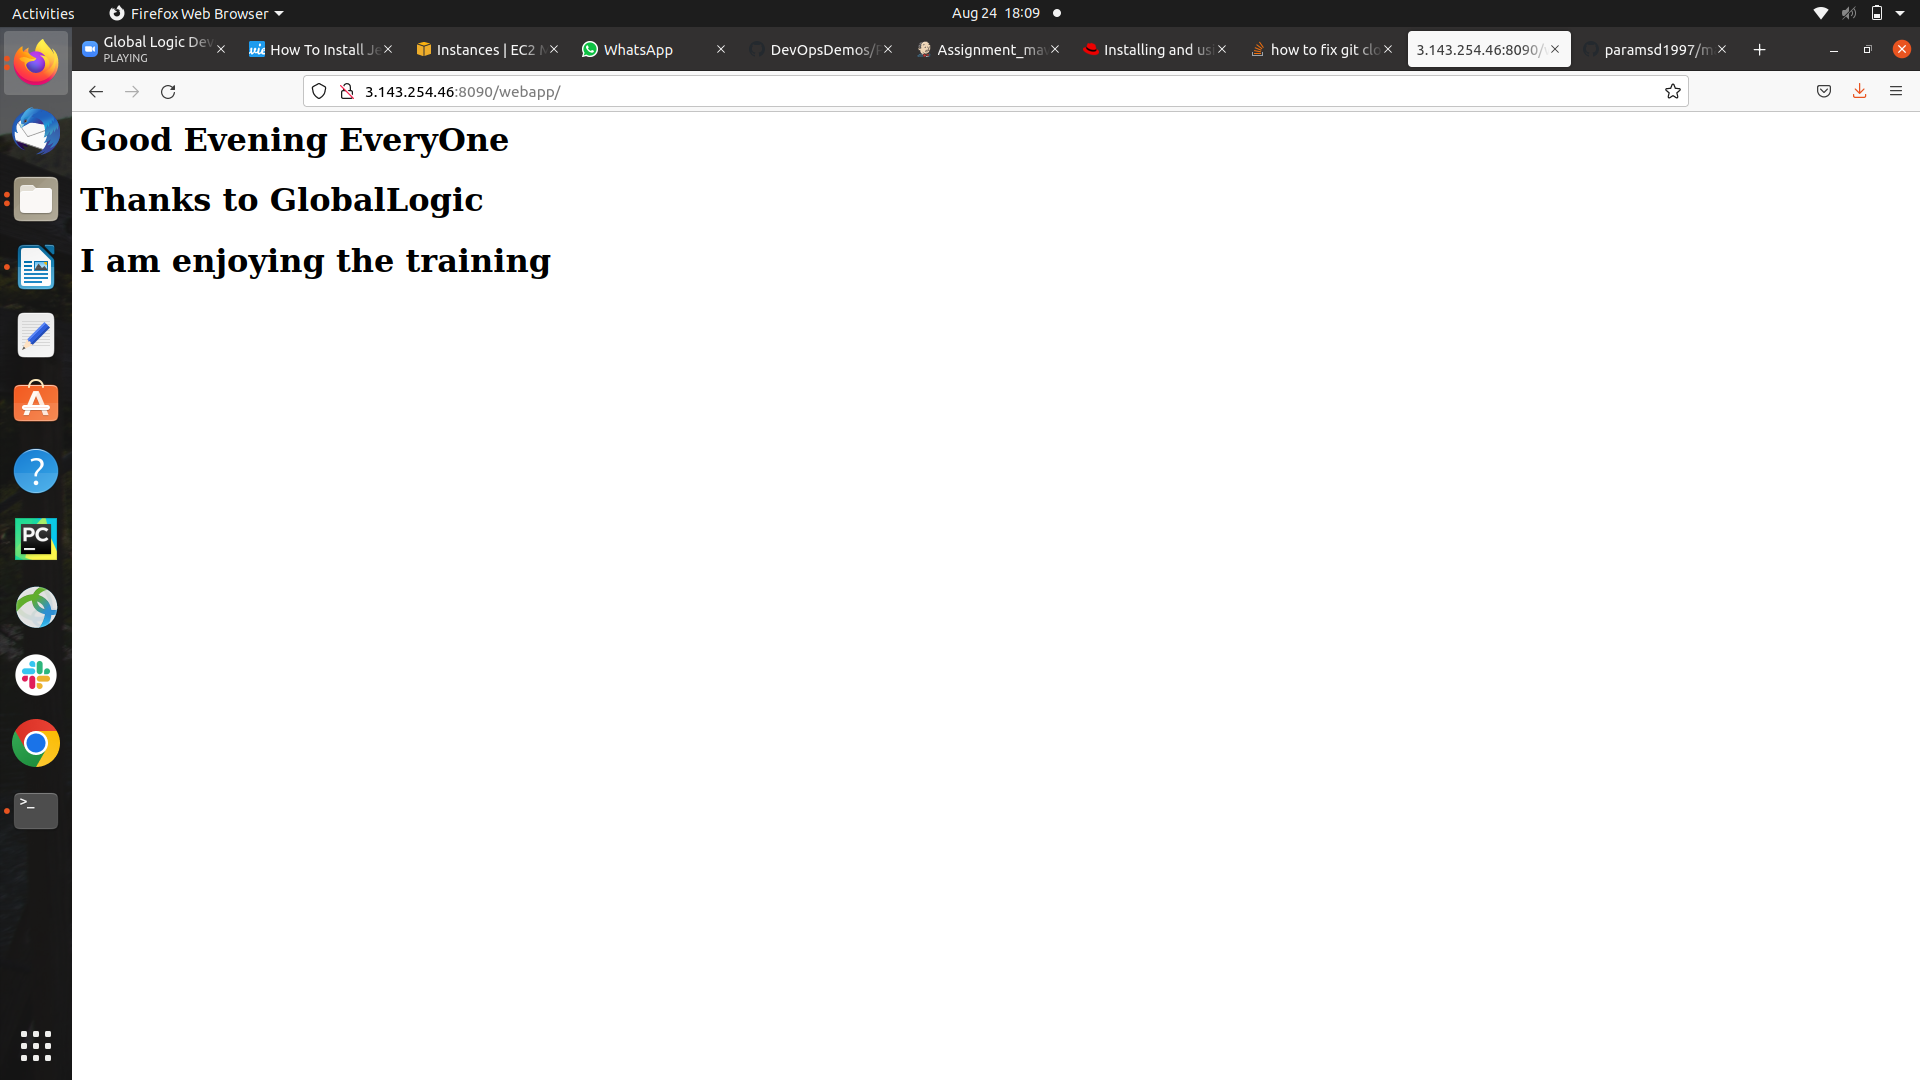 Activities
Firefox Web Browser
Aug 24 18:09
Global Logic Dev
PLAYING
How To Install Je
Instances | EC2 M
WhatsApp
DevOpsDemos/
Assignment_mav
Installing and usi
how to fix git clo
3.143.254.46:8090/
paramsd1997/m
3.143.254.46:8090/webapp/
Good Evening EveryOne
Thanks to GlobalLogic
I am enjoying the training
PC
>_